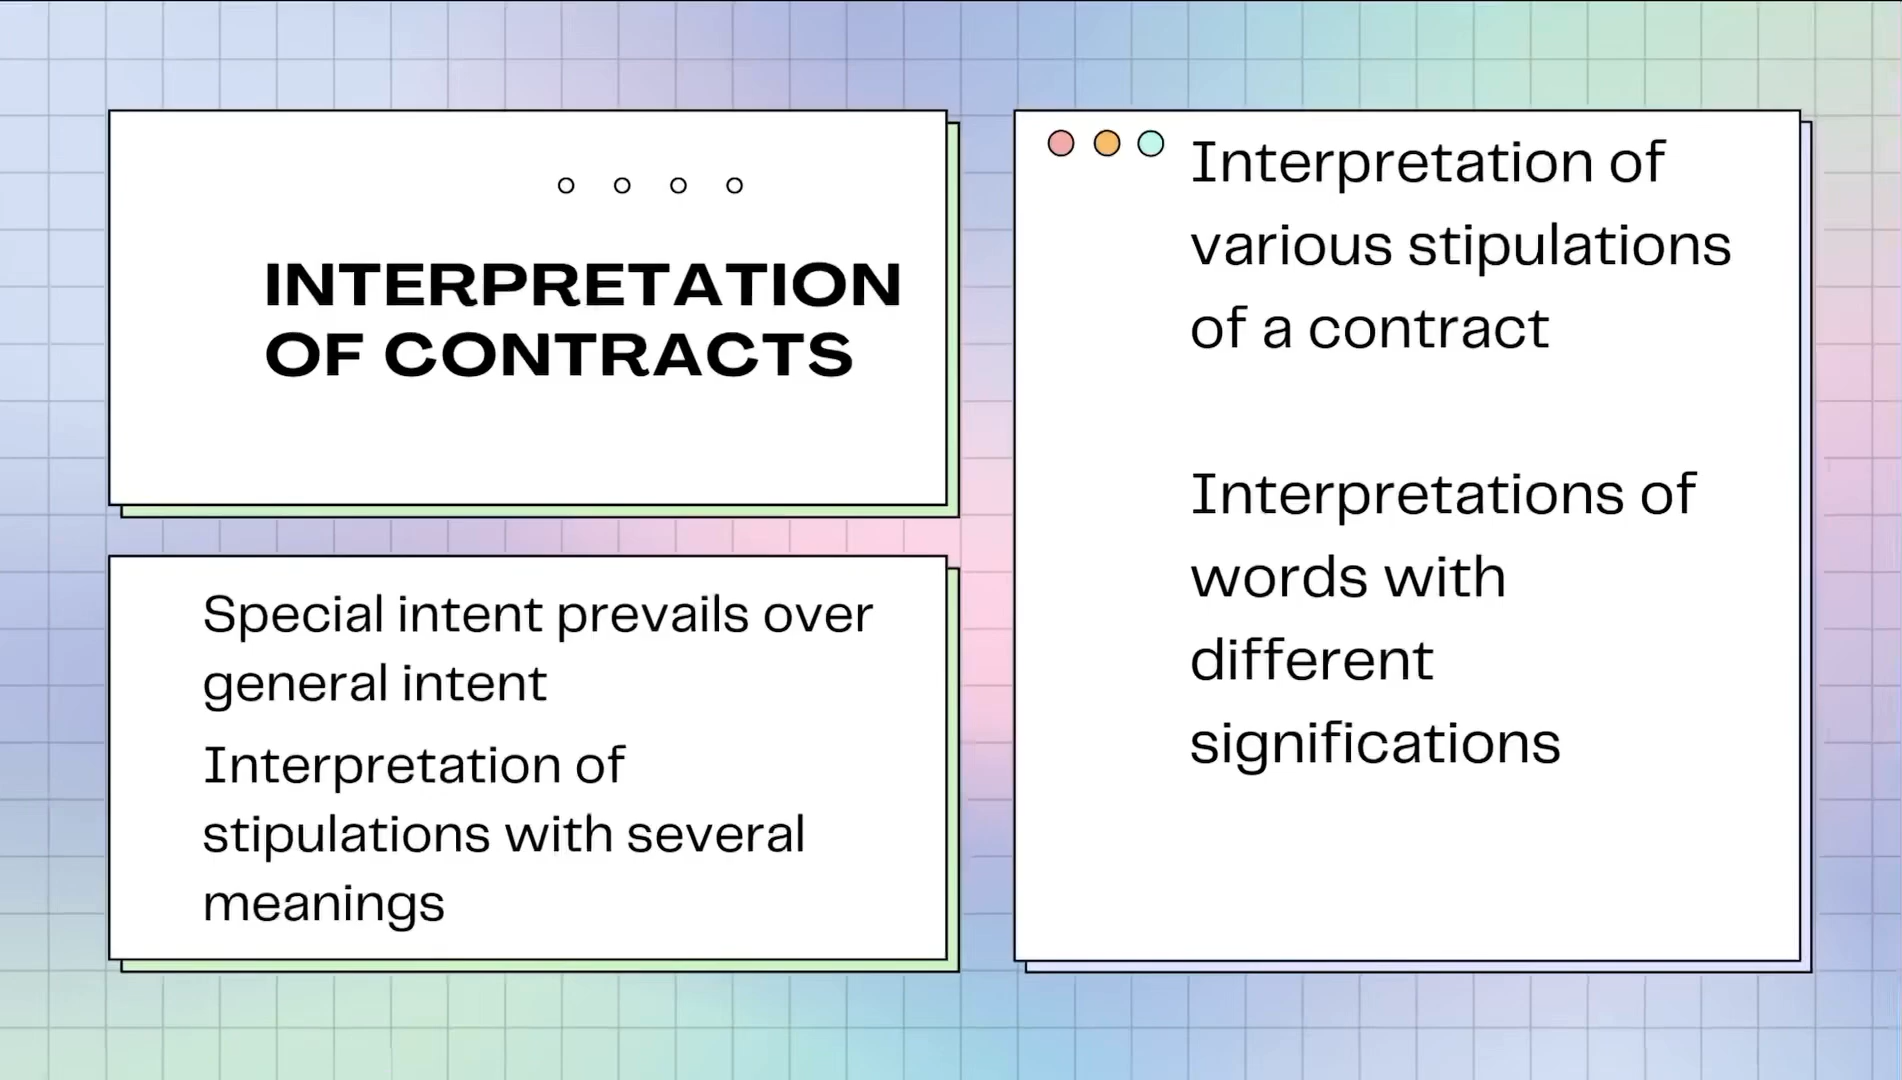 INTERPRETATION
OF CONTRACTS
Special intent prevails over
general intent
Interpretation of
stipulations with several
meanings
Interpretation of
various stipulations
of a contract
Interpretations of
words with
different
significations